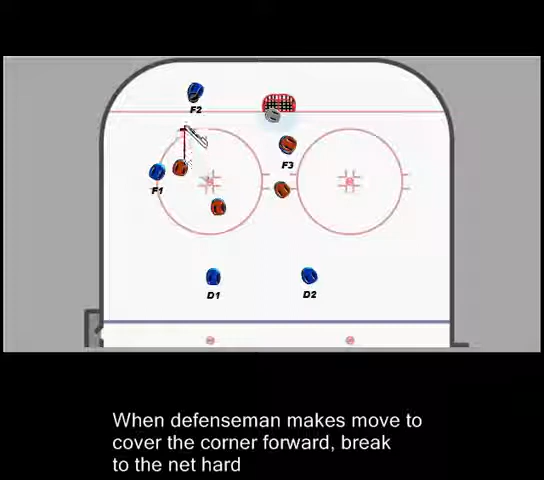 F2
F3
F1
D1
D2
When defenseman makes move to
cover the corner forward, break
to the net hard